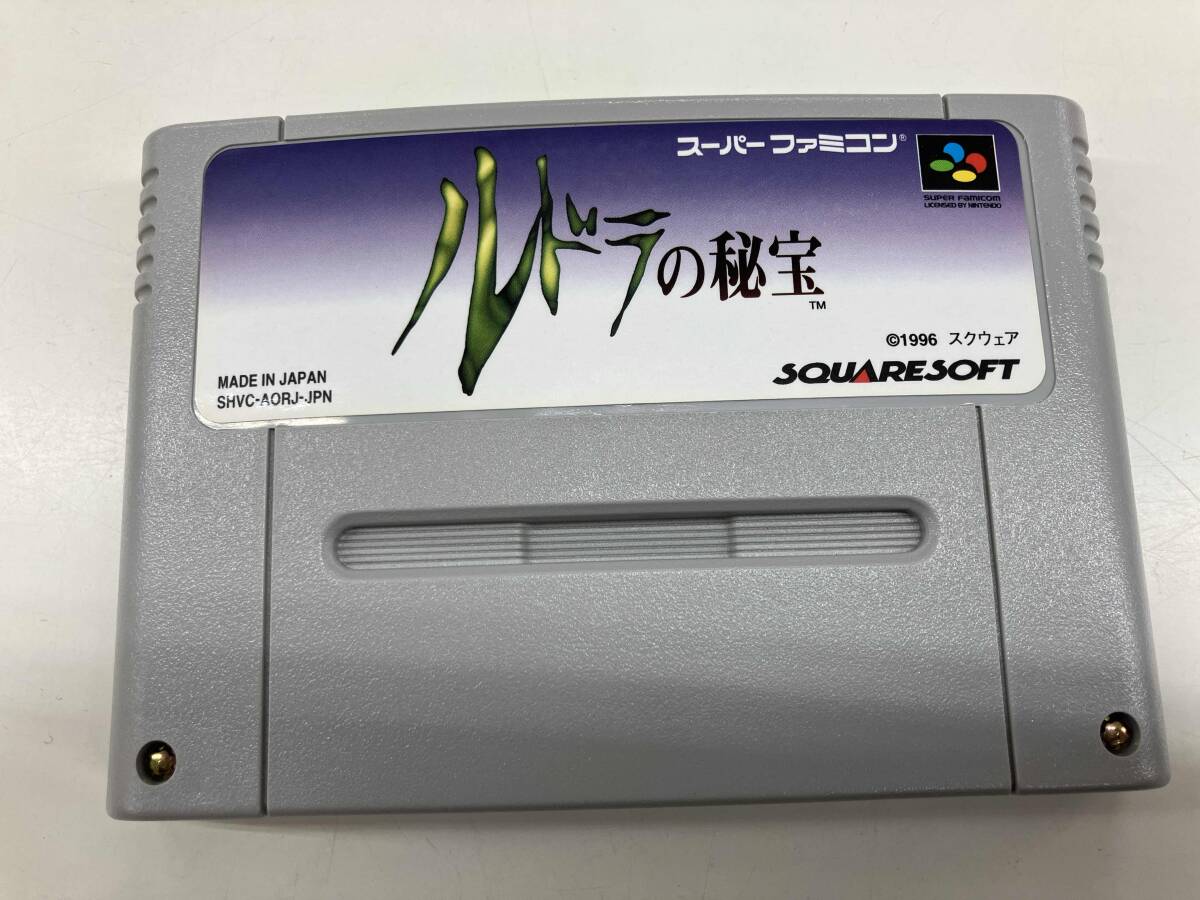 スーパーファミコン®
SUPER FAMICOM
LICENSED BY NINTENDO
ルドラの秘宝
TM
©1996 スクウェア
SQUARESOFT
MADE IN JAPAN
SHVC-AORJ-JPN